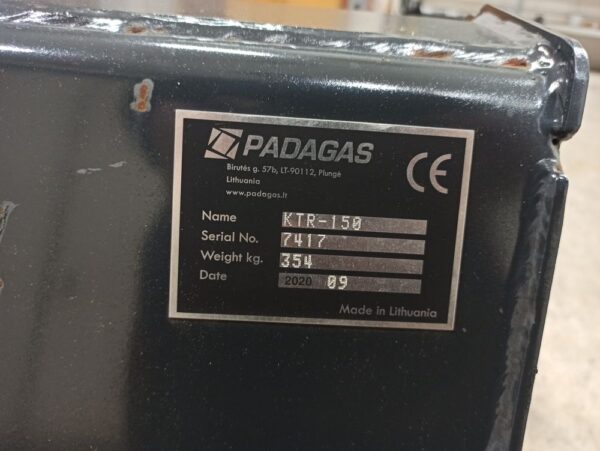 PADAGAS
CE
Birutės g. 57b, LT-90112, Plungė
Lithuania
www.padagas.lt
Name KTR-150
Serial No. 7417
Weight kg. 354
Date 2020 09
Made in Lithuania